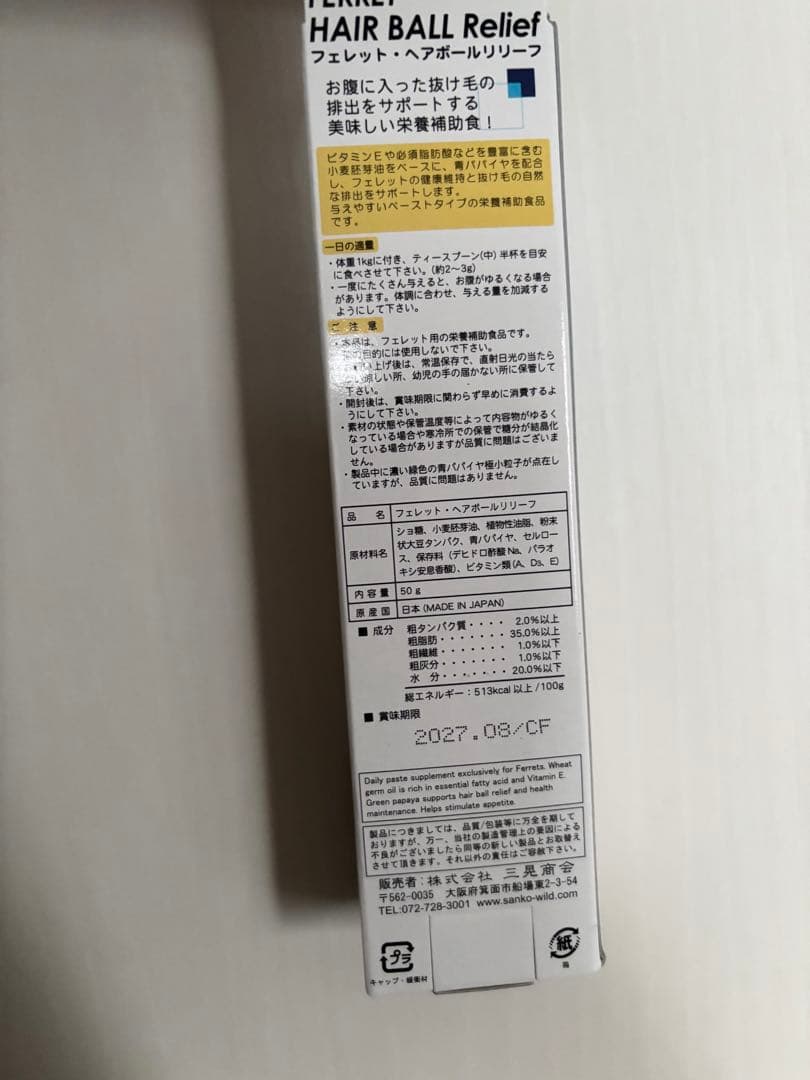 HAIR BALL Relief
フェレット・ヘアボールリリーフ
お腹に入った抜け毛の
排出をサポートする
美味しい栄養補助食！
ビタミンEや必須脂肪酸などを豊富に含む
小麦胚芽油をベースに、青パパイヤを配合
し、フェレットの健康維持と抜け毛の自然
な排出をサポートします。
与えやすいペーストタイプの栄養補助食品
です。
一日の適量
・体重1kgに付き、ティースプーン(中)半杯を目安
に食べさせて下さい。(約2〜3g)
・一度にたくさん与えると、お腹がゆるくなる場合
があります。体調に合わせ、与える量を加減する
ようにして下さい。
ご注意
・本品は、フェレット用の栄養補助食品です。
の目的には使用しないで下さい。
い上げ後は、常温保存で、直射日光の当たら
い涼しい所、幼児の手の届かない所に保管して
下さい。
・開封後は、賞味期限に関わらず早めに消費するよ
うにして下さい。
・素材の状態や保管温度等によって内容物がゆるく
なっている場合や寒冷所での保管で糖分が結晶化
している場合がありますが品質に問題はございま
せん。
・製品中に濃い緑色の青パパイヤ極小粒子が点在し
ていますが、品質に問題はありません。
品名 フェレット・ヘアボールリリーフ
原材料名 ショ糖、小麦胚芽油、植物性油脂、粉末
状大豆タンパク、青パパイヤ、セルロー
ス、保存料（デヒドロ酢酸Na、パラオ
キシ安息香酸）、ビタミン類(A、D3、E)
内容量 50g
原産国 日本(MADE IN JAPAN)
■ 成分 粗タンパク質・・・・ 2.0%以上
粗脂肪・・・・・・・ 35.0%以上
粗繊維・・・・・・・ 1.0%以下
粗灰分・・・・・・・ 1.0%以下
水 分・・・・・・・ 20.0%以下
総エネルギー：513kcal以上/100g
■ 賞味期限
2027.08/CF
Daily paste supplement exclusively for Ferrets. Wheat
germ oil is rich in essential fatty acid and Vitamin E.
Green papaya supports hair ball relief and health
maintenance. Helps stimulate appetite.
製品につきましては、品質/包装等に万全を期して
おりますが、万一、当社の製造管理上の要因による
不良がございましたら同等の新しい製品とお取替え
させて頂きます。それ以外の責任はご容赦下さい。
販売者：株式会社 三晃商会
〒562-0035 大阪府箕面市船場東2-3-54
TEL:072-728-3001 www.sanko-wild.com
プラ
キャップ・緩衝材
紙
箱